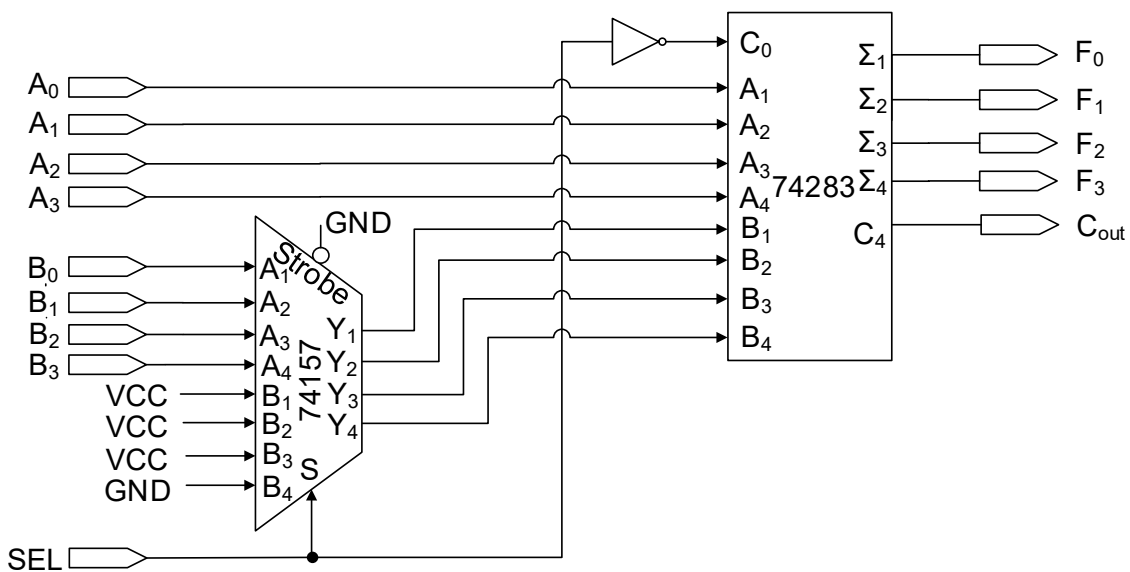 A₀
A₁
A₂
A₃
B₀
B₁
B₂
B₃
VCC
VCC
VCC
GND
SEL
GND
Strobe
A₁
A₂
A₃
A₄
B₁
B₂
B₃
B₄
S
74157
Y₁
Y₂
Y₃
Y₄
C₀
A₁
A₂
A₃
A₄
B₁
B₂
B₃
B₄
74283
Σ₁
Σ₂
Σ₃
Σ₄
C₄
F₀
F₁
F₂
F₃
Cout